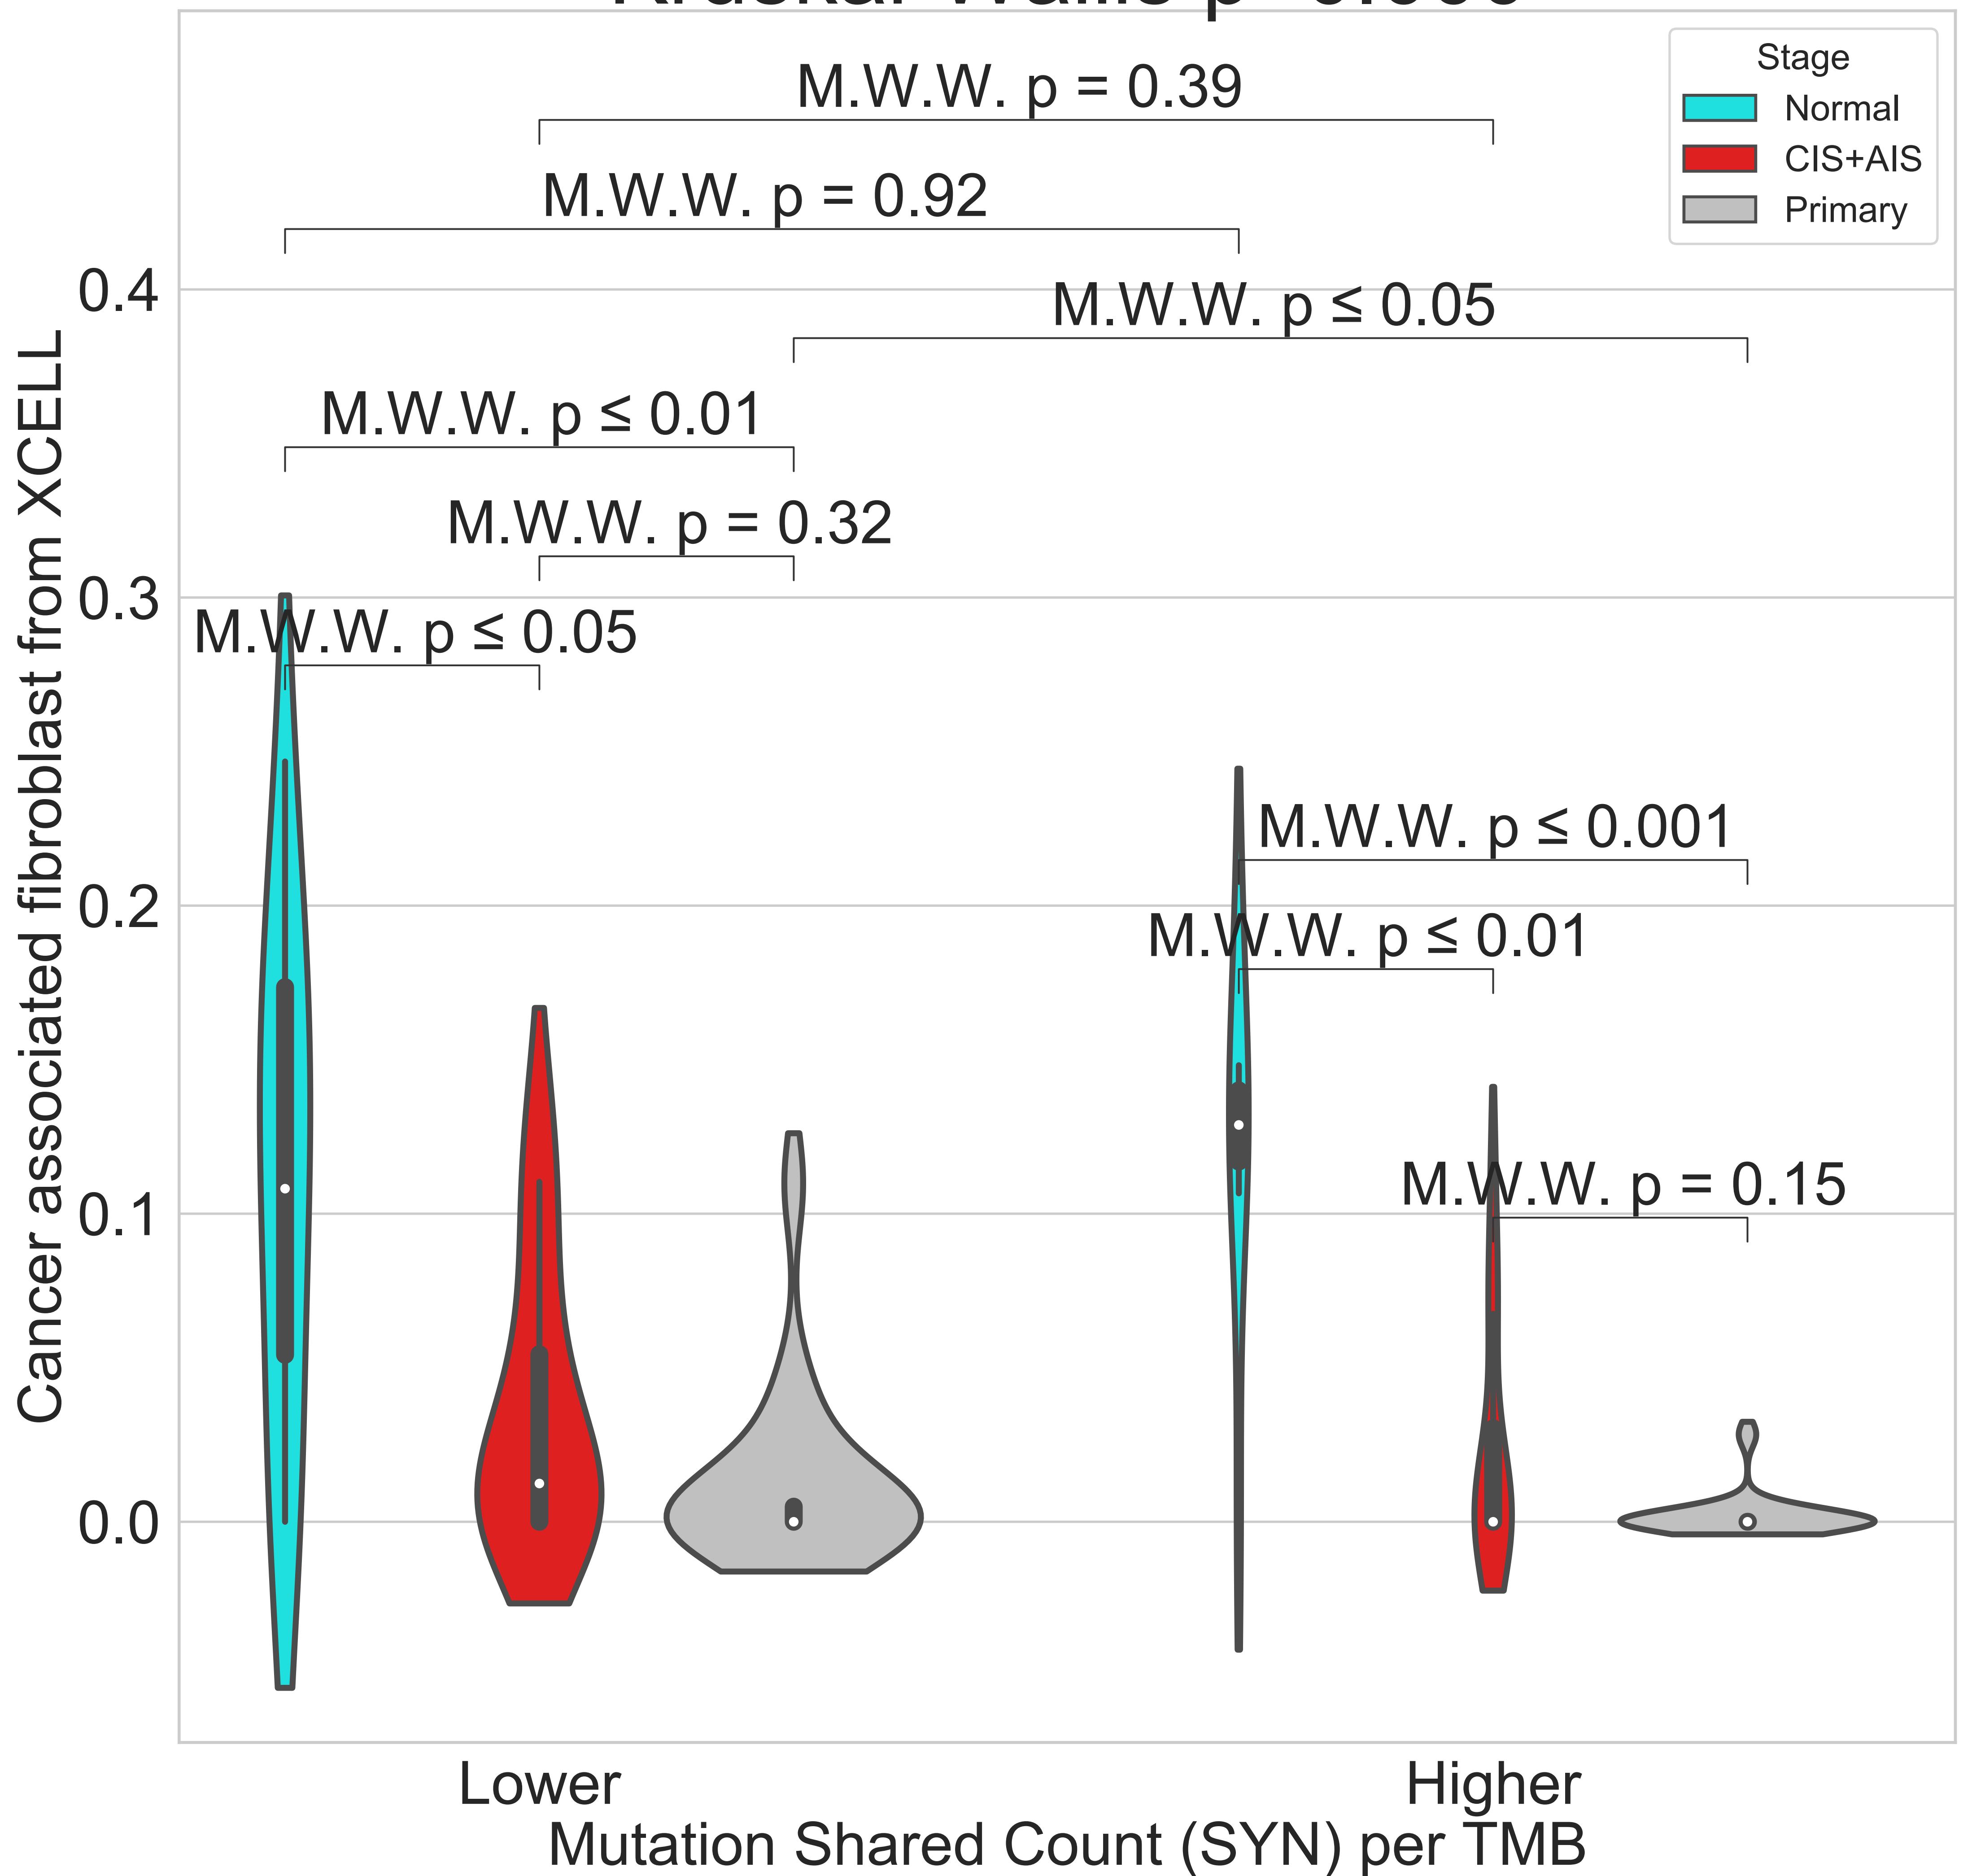 Stage
Normal
CIS+AIS
Primary
M.W.W. p = 0.39
M.W.W. p = 0.92
M.W.W. p ≤ 0.05
M.W.W. p ≤ 0.01
M.W.W. p = 0.32
M.W.W. p ≤ 0.05
M.W.W. p ≤ 0.001
M.W.W. p ≤ 0.01
M.W.W. p = 0.15
Cancer associated fibroblast from XCELL
0.4
0.3
0.2
0.1
0.0
Lower
Higher
Mutation Shared Count (SYN) per TMB